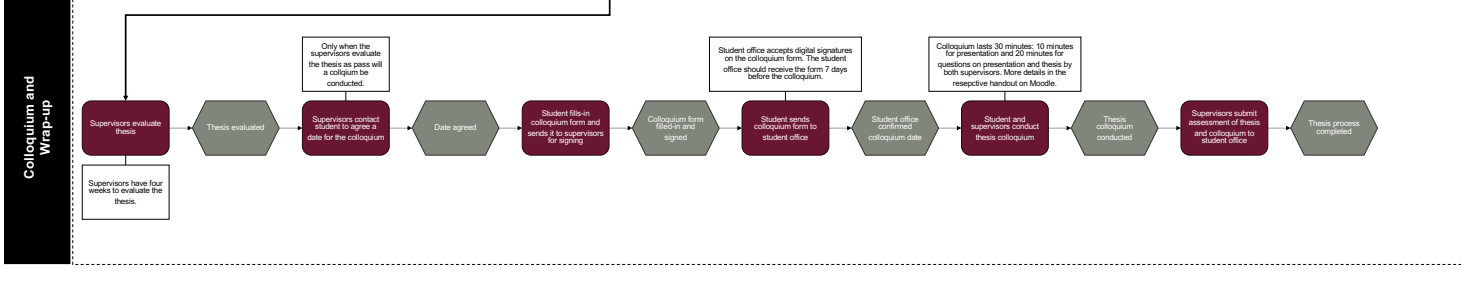 Colloquium and
Wrap-up
Only when the
supervisors evaluate
the thesis as pass will
a collqium be
conducted.
Student office accepts digital signatures
on the colloquium form. The student
office should receive the form 7 days
before the colloquium.
Colloquium lasts 30 minutes: 10 minutes
for presentation and 20 minutes for
questions on presentation and thesis by
both supervisors. More details in the
resepctive handout on Moodle.
Supervisors evaluate
thesis
Thesis evaluated
Supervisors contact
student to agree a
date for the colloquium
Date agreed
Student fills-in
colloquium form and
sends it to supervisors
for signing
Colloquium form
filled-in and
signed
Student sends
colloquium form to
student office
Student office
confirmed
colloquium date
Student and
supervisors conduct
thesis colloquium
Thesis
colloquium
conducted
Supervisors submit
assessment of thesis
and colloquium to
student office
Thesis process
completed
Supervisors have four
weeks to evaluate the
thesis.